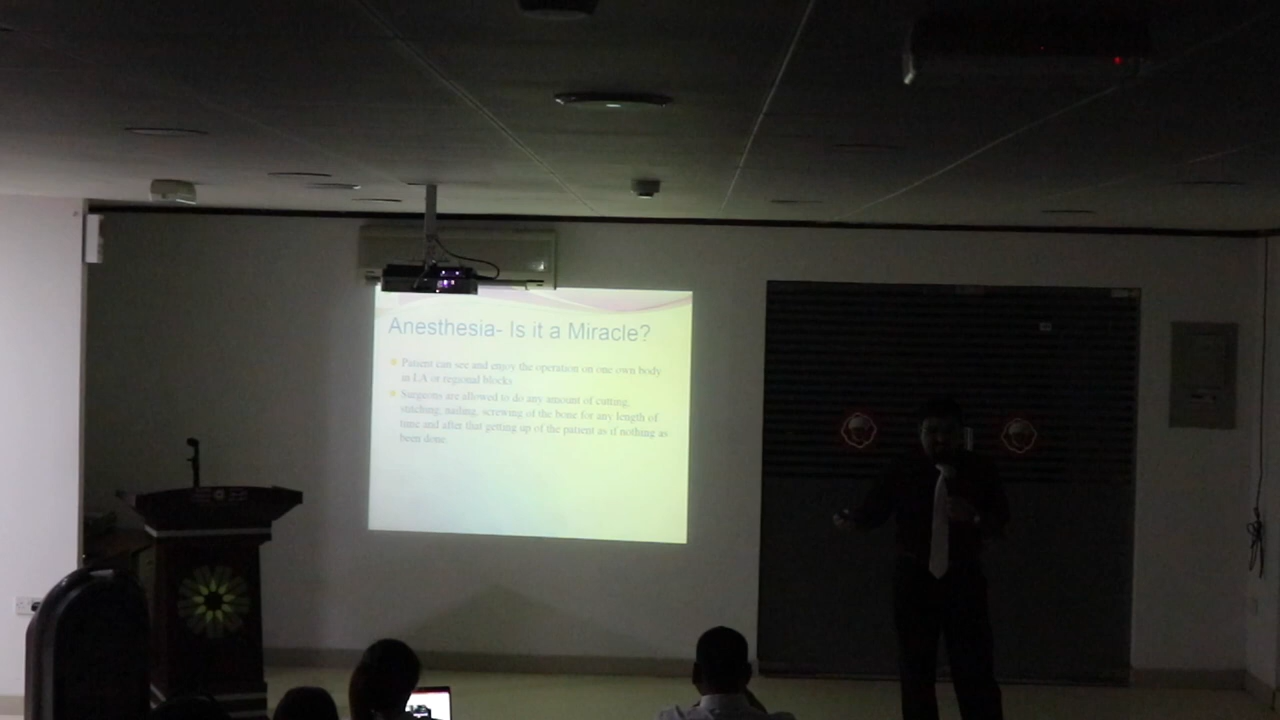 Anesthesia- Is it a Miracle?
Patient can see and enjoy the operation on one own body
in LA or regional blocks
Surgeons are allowed to do any amount of cutting,
stitching, nailing, screwing of the bone for any length of
time and after that getting up of the patient as if nothing as
been done.